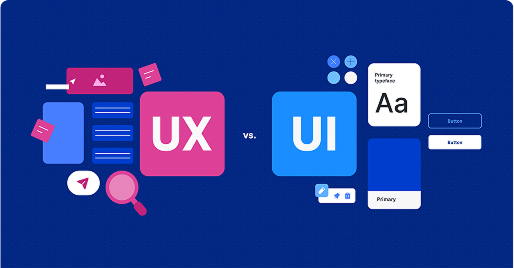 UX
vs.
UI
Primary
typeface
Aa
Primary
Button
Button